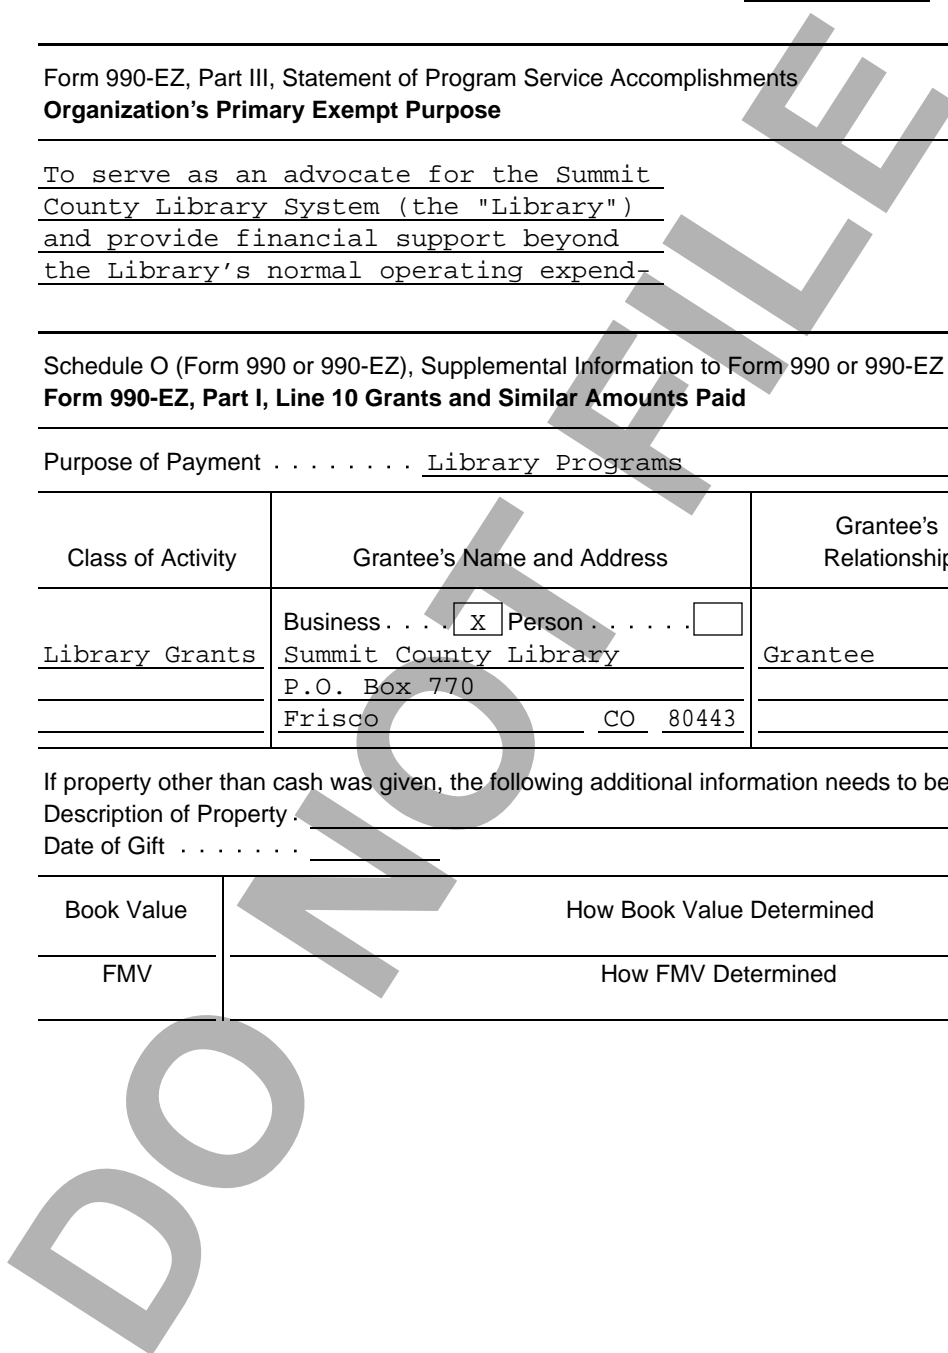 Form 990-EZ, Part III, Statement of Program Service Accomplishments
Organization's Primary Exempt Purpose
To serve as an advocate for the Summit
County Library System (the "Library")
and provide financial support beyond
the Library's normal operating expend-
Schedule O (Form 990 or 990-EZ), Supplemental Information to Form 990 or 990-EZ
Form 990-EZ, Part I, Line 10 Grants and Similar Amounts Paid
Purpose of Payment . . . . . . . . Library Programs
Class of Activity Grantee's Name and Address Grantee's Relationship
Business . . . . X Person . . . . . .
Library Grants Summit County Library Grantee
P.O. Box 770
Frisco CO 80443
If property other than cash was given, the following additional information needs to be
Description of Property .
Date of Gift . . . . . . .
Book Value How Book Value Determined
FMV How FMV Determined
DO NOT FILE